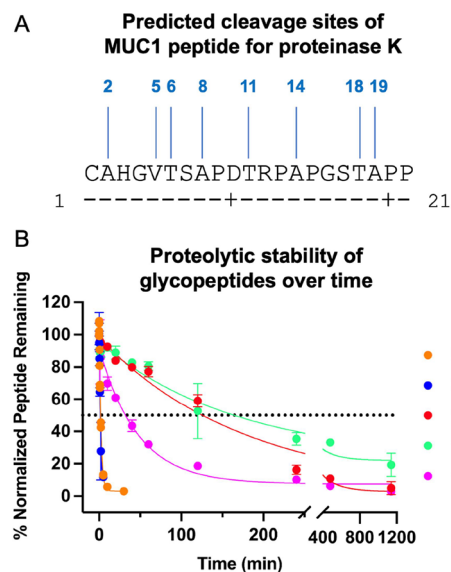 A
Predicted cleavage sites of
MUC1 peptide for proteinase K
2 5 6 8 11 14 18 19
CAHGVTSAPDTRPAPGSTAPP
1 ---------+---------+- 21
B
Proteolytic stability of
glycopeptides over time
% Normalized Peptide Remaining
120
100
80
60
40
20
0
0 100 200 400 800 1200
Time (min)